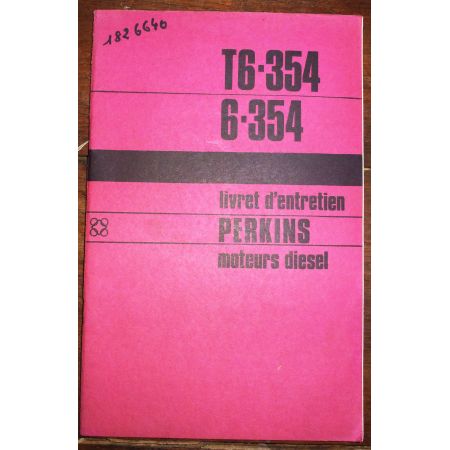 1826640
T6·354
6·354
livret d'entretien
PERKINS
moteurs diesel